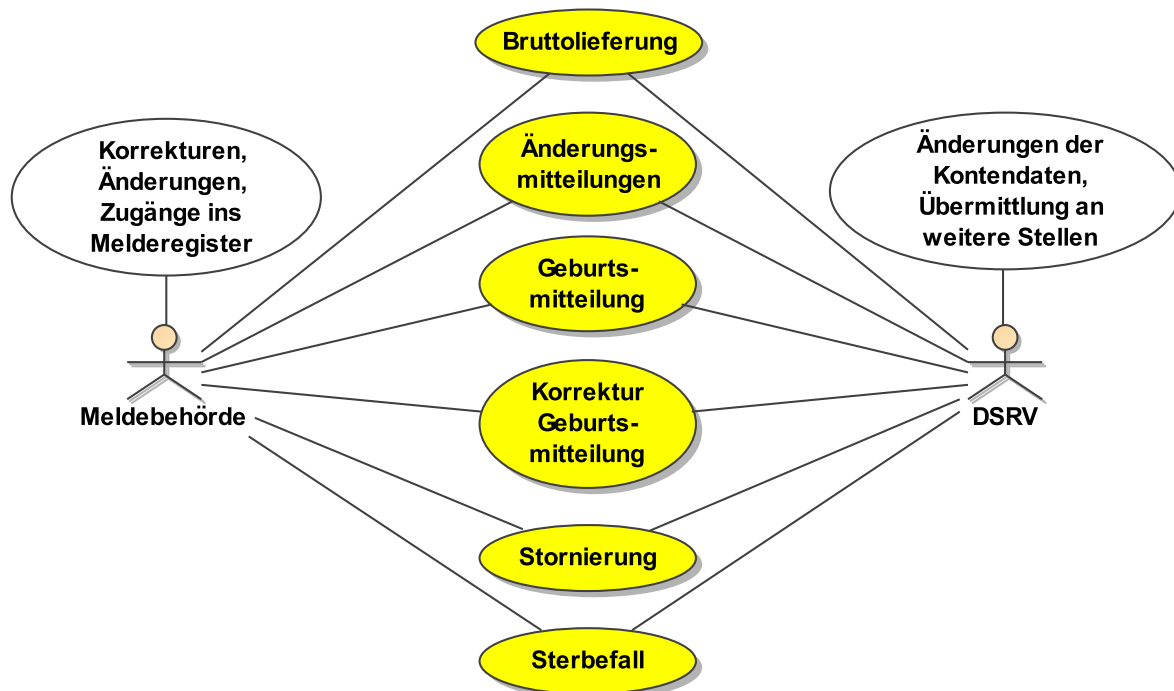 Bruttolieferung
Korrekturen,
Änderungen,
Zugänge ins
Melderegister
Änderungs-
mitteilungen
Änderungen der
Kontendaten,
Übermittlung an
weitere Stellen
Geburts-
mitteilung
Meldebehörde
Korrektur
Geburts-
mitteilung
DSRV
Stornierung
Sterbefall